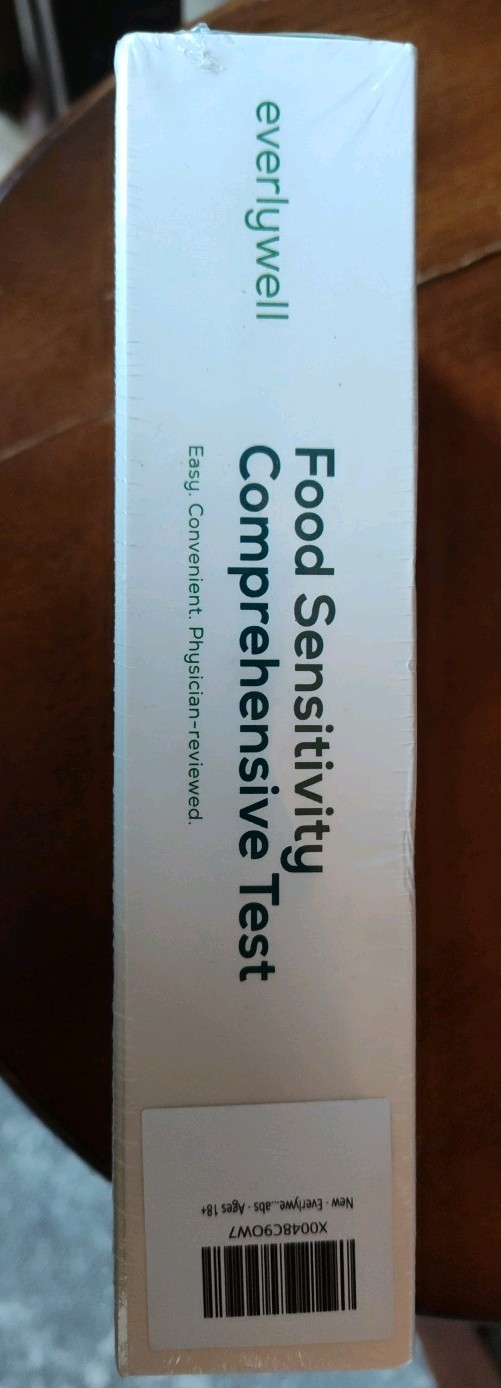 everlywell
Food Sensitivity
Comprehensive Test
Easy. Convenient. Physician-reviewed.
X0048C9OW7
New - Everlywe...abs - Ages 18+